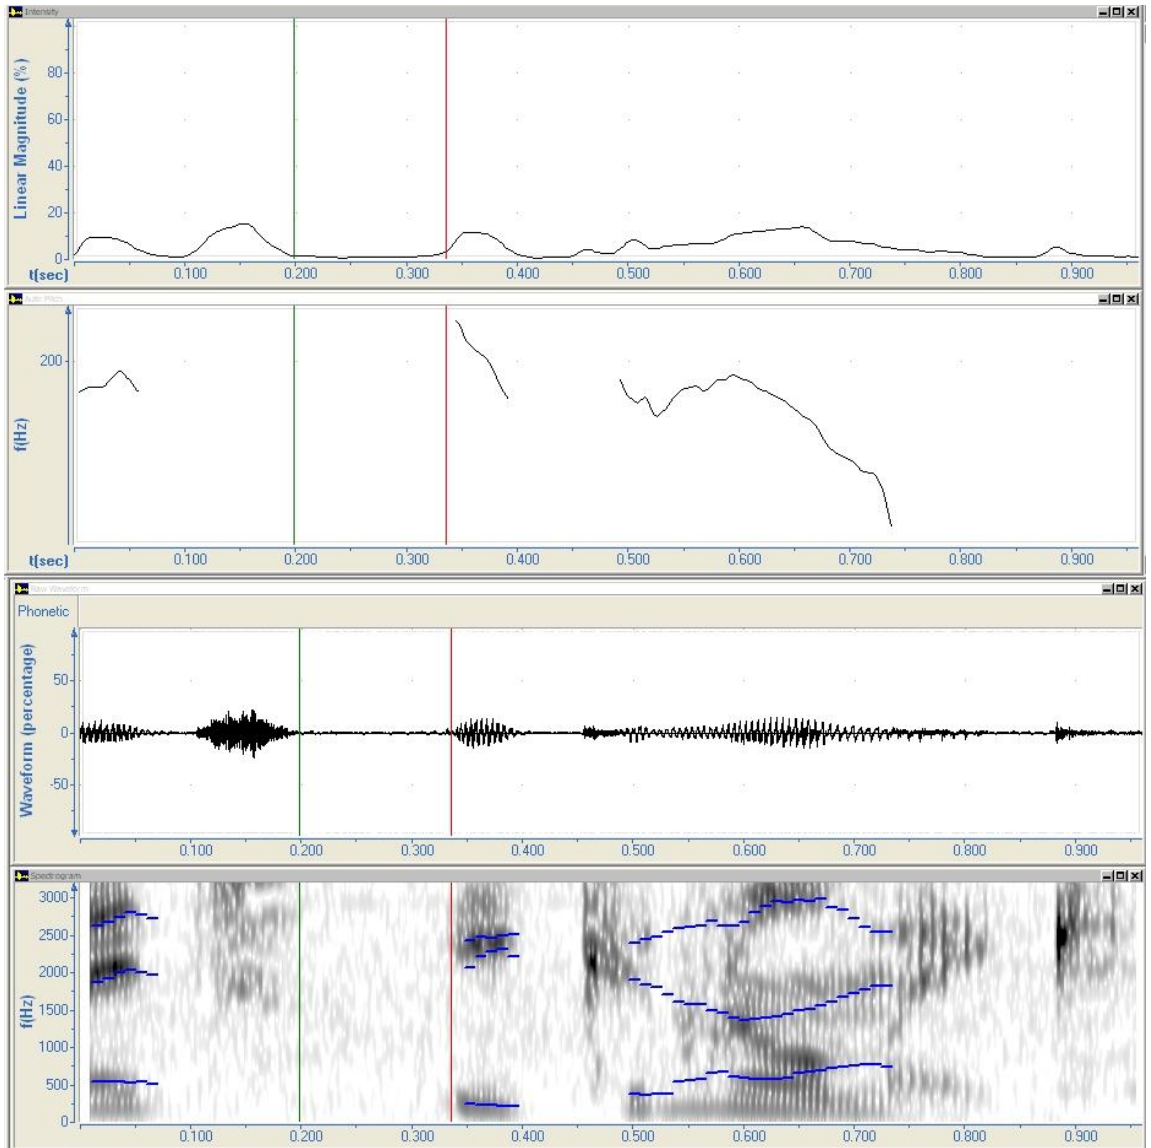 Intensity
Linear Magnitude (%)
80
60
40
20
0
t(sec)
0.100 0.200 0.300 0.400 0.500 0.600 0.700 0.800 0.900
Auto Pitch
f(Hz)
200
t(sec)
0.100 0.200 0.300 0.400 0.500 0.600 0.700 0.800 0.900
Raw Waveform
Phonetic
Waveform (percentage)
50
0
-50
0.100 0.200 0.300 0.400 0.500 0.600 0.700 0.800 0.900
Spectrogram
f(Hz)
3000
2500
2000
1500
1000
500
0
0.100 0.200 0.300 0.400 0.500 0.600 0.700 0.800 0.900